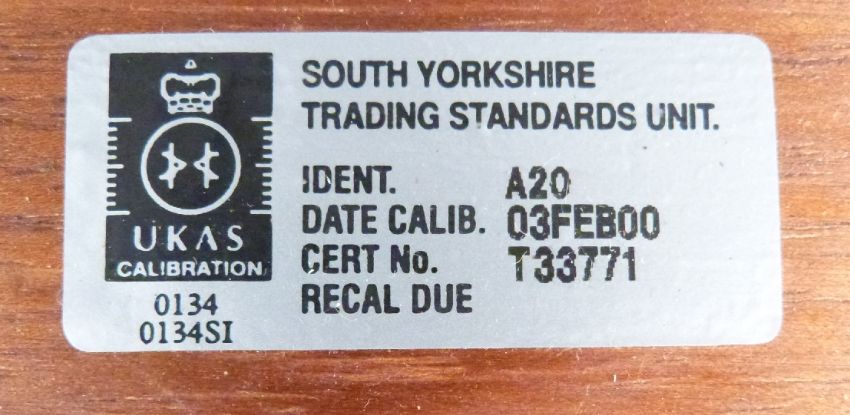 SOUTH YORKSHIRE
TRADING STANDARDS UNIT.
IDENT. A20
DATE CALIB. 03FEB00
CERT No. T33771
RECAL DUE
UKAS
CALIBRATION
0134
0134SI